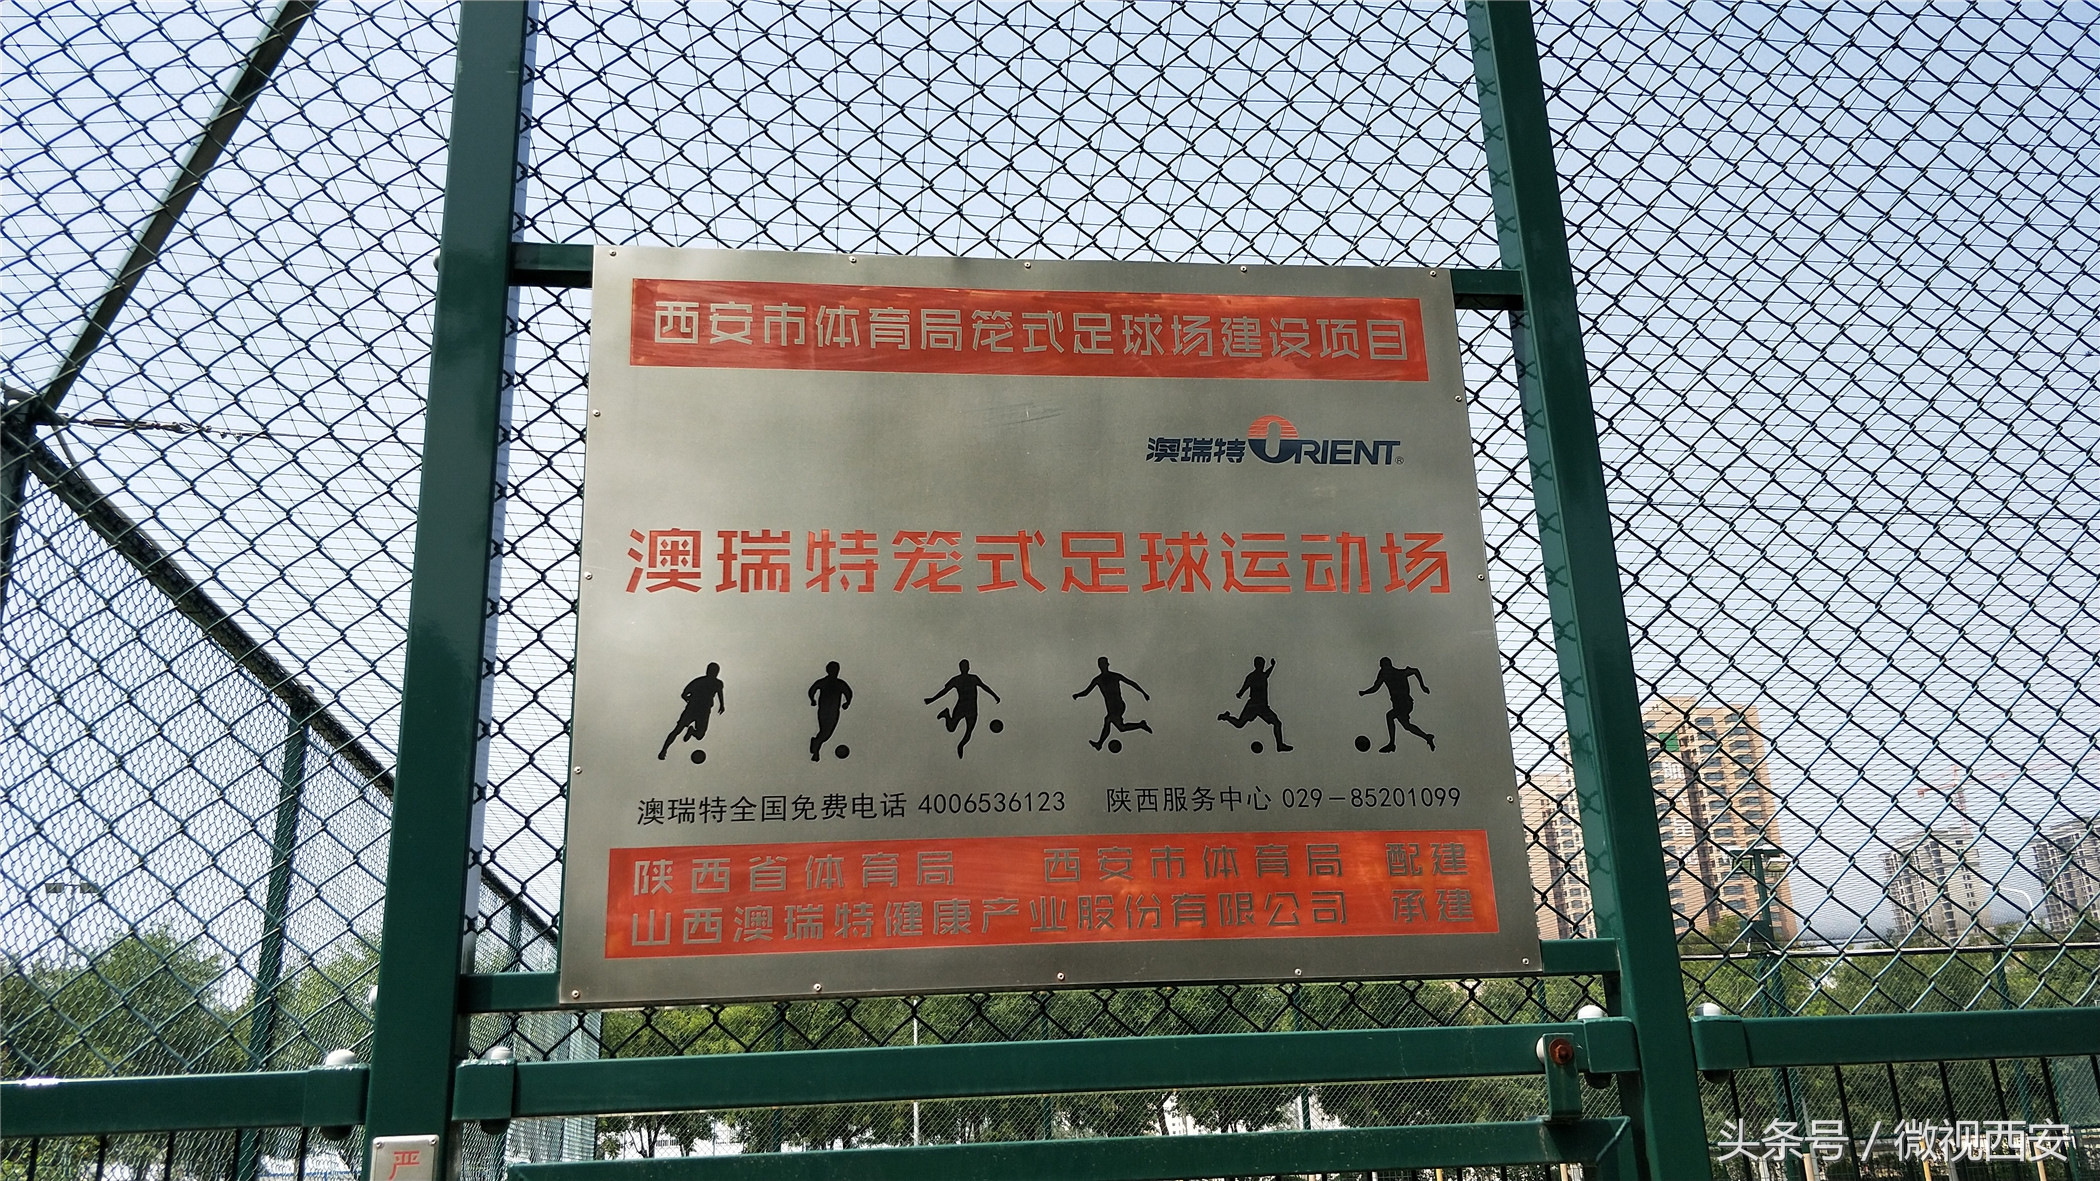 西安市体育局笼式足球场建设项目
澳瑞特ORIENT®
澳瑞特笼式足球运动场
澳瑞特全国免费电话 4006536123 陕西服务中心 029-85201099
陕西省体育局 西安市体育局 配建
山西澳瑞特健康产业股份有限公司 承建
严
头条号 / 微视西安